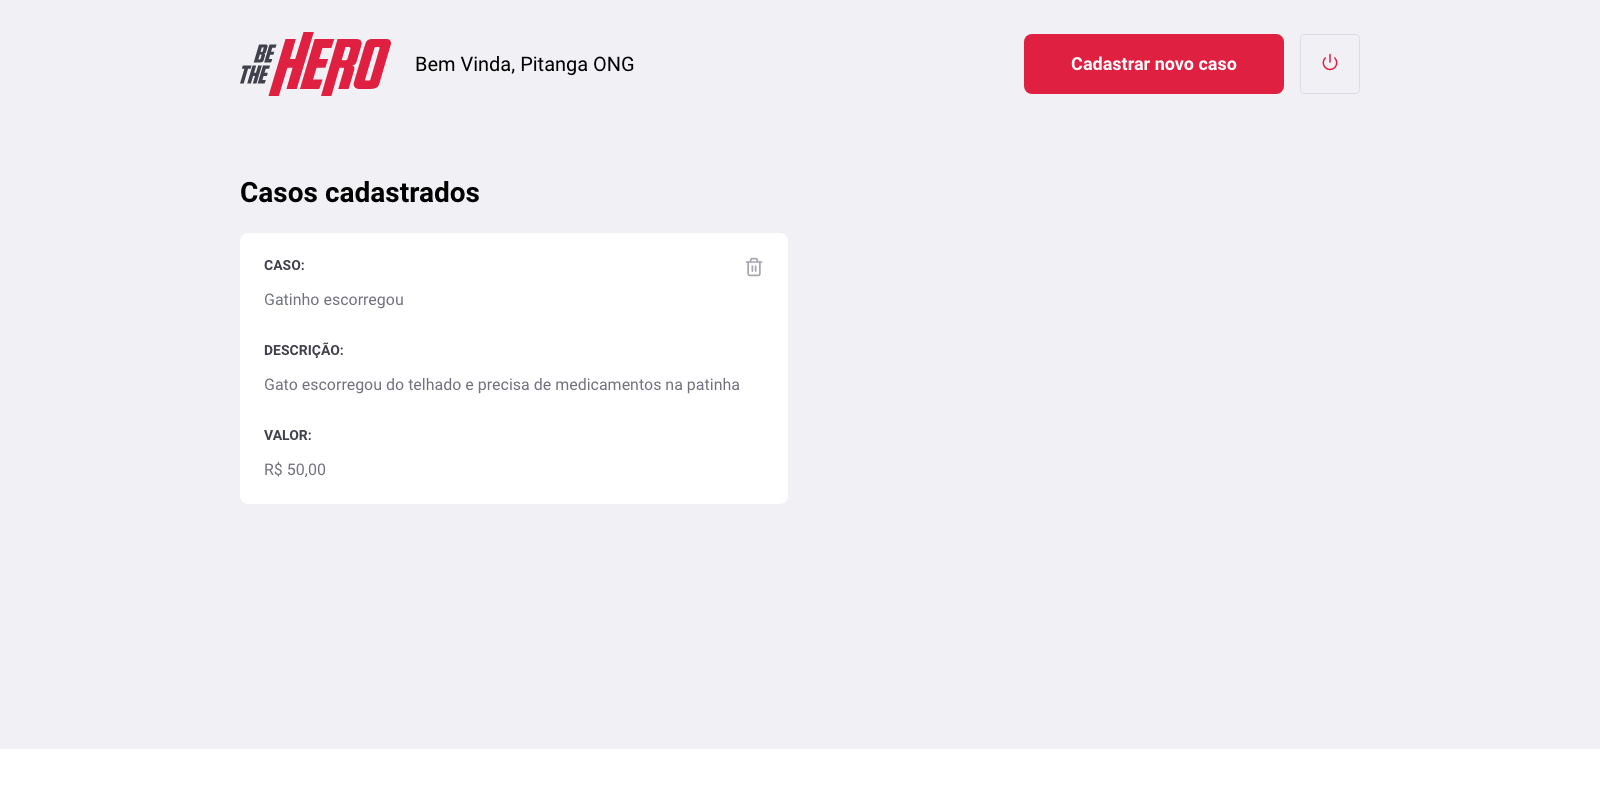 BE
THE HERO
Bem Vinda, Pitanga ONG
Cadastrar novo caso
Casos cadastrados
CASO:
Gatinho escorregou
DESCRIÇÃO:
Gato escorregou do telhado e precisa de medicamentos na patinha
VALOR:
R$ 50,00